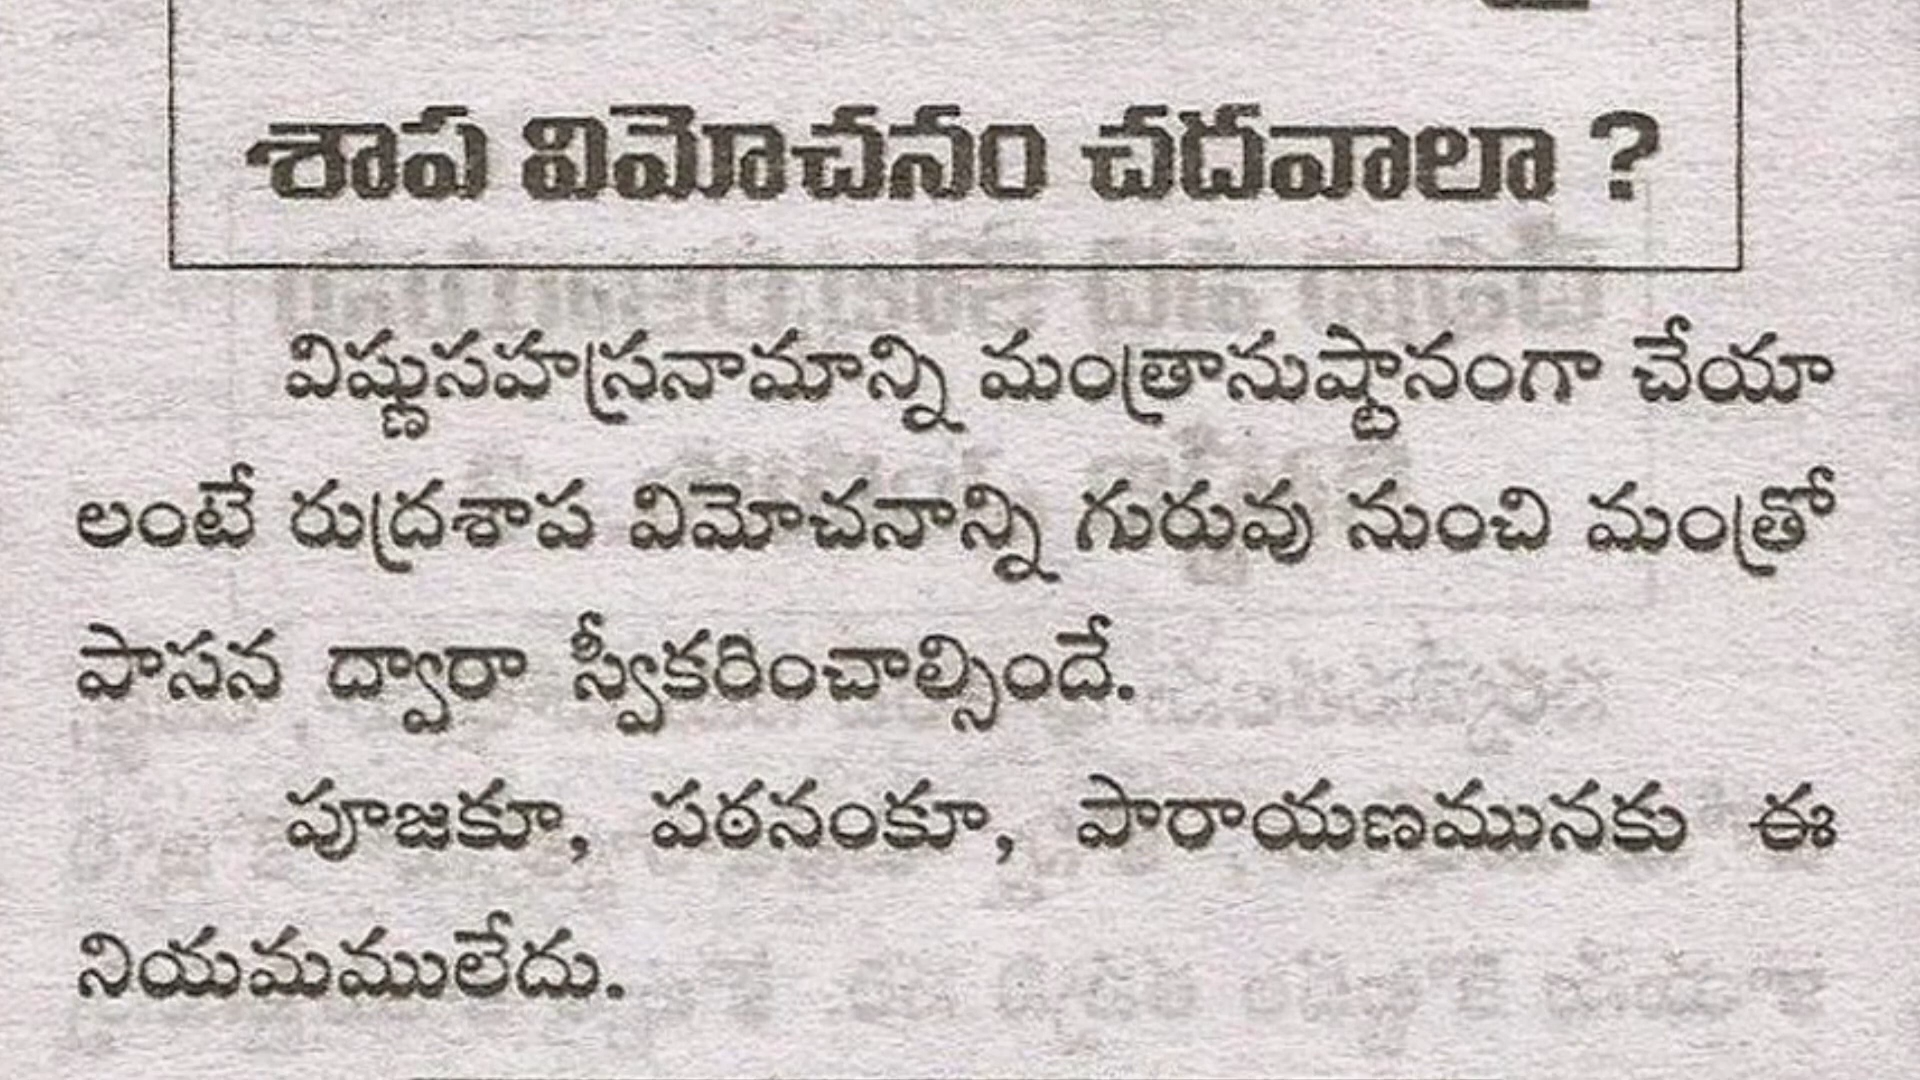 శాప విమోచనం చదవాలా ?
విష్ణుసహస్రనామాన్ని మంత్రానుష్టానంగా చేయా
లంటే రుద్రశాప విమోచనాన్ని గురువు నుంచి మంత్రో
పాసన ద్వారా స్వీకరించాల్సిందే.
పూజకూ, పఠనంకూ, పారాయణమునకు ఈ
నియమములేదు.